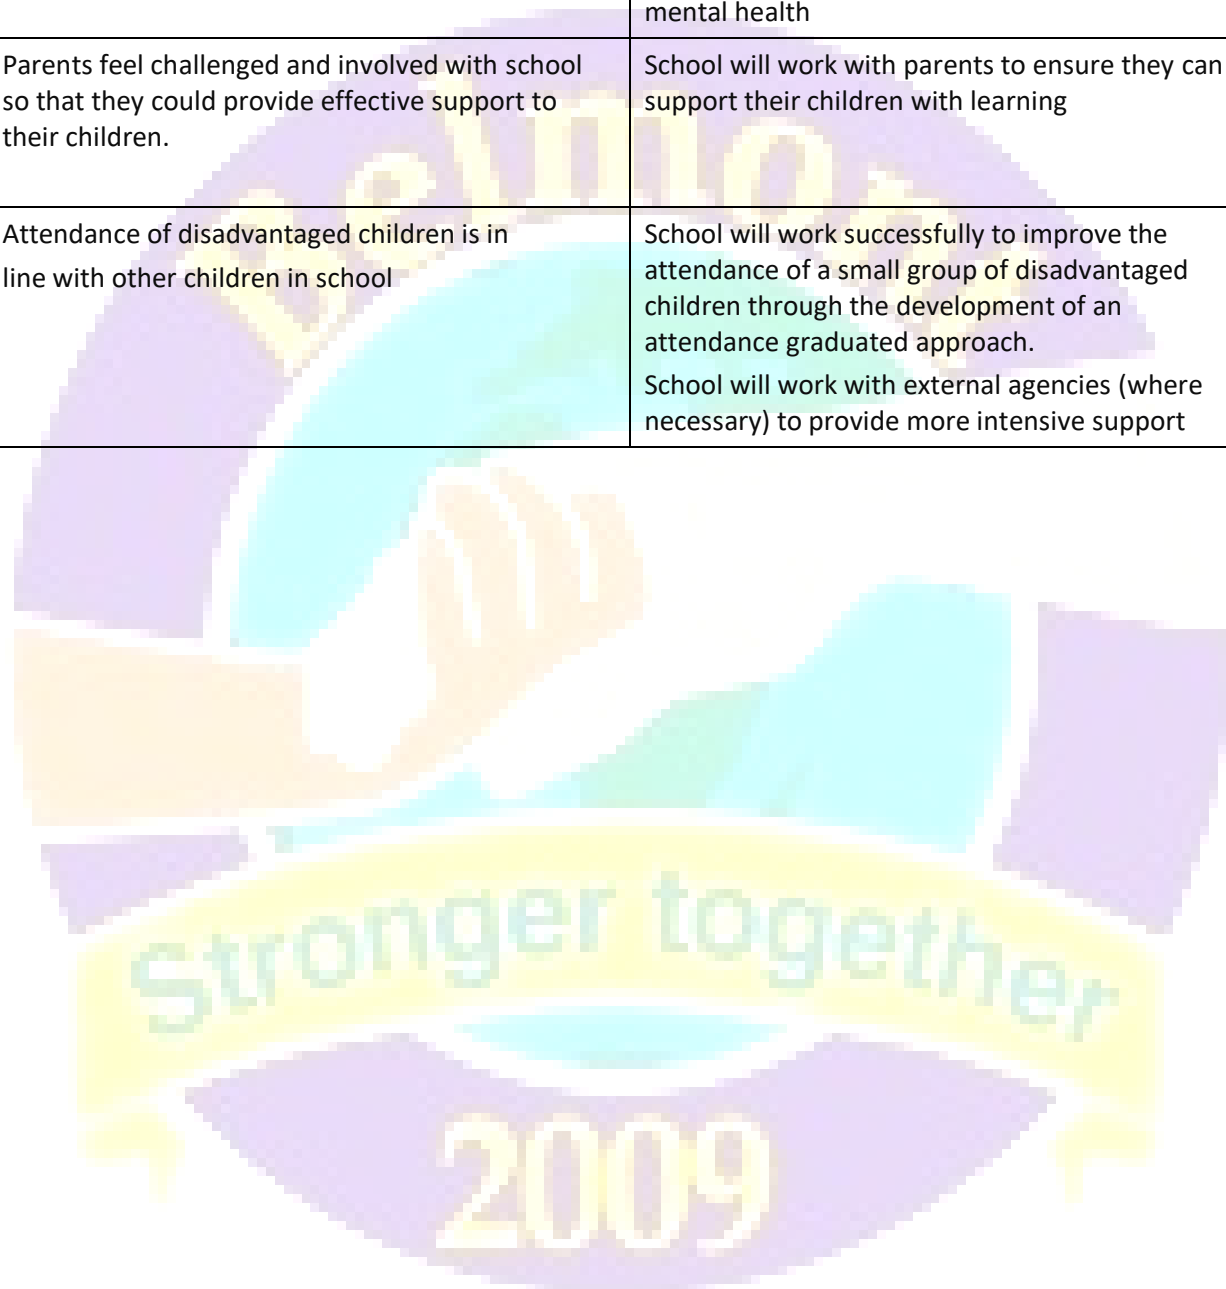 mental health
Parents feel challenged and involved with school
so that they could provide effective support to
their children.
School will work with parents to ensure they can
support their children with learning
Attendance of disadvantaged children is in
line with other children in school
School will work successfully to improve the
attendance of a small group of disadvantaged
children through the development of an
attendance graduated approach.
School will work with external agencies (where
necessary) to provide more intensive support
Belmont
Stronger together
2009